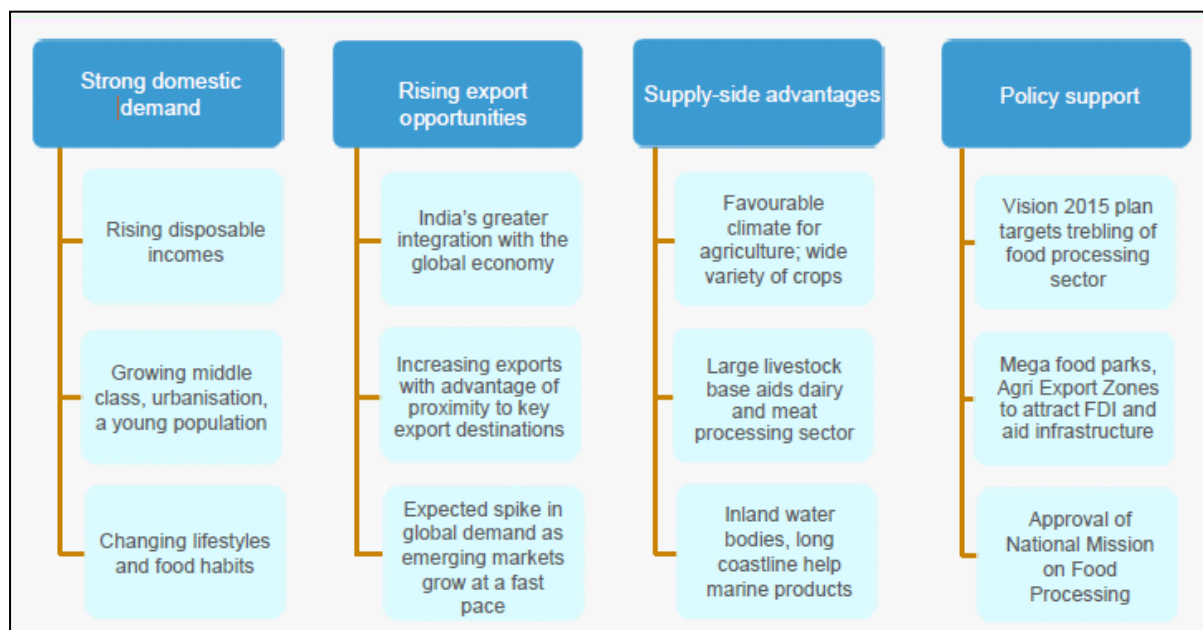 Strong domestic
demand
Rising disposable
incomes
Growing middle
class, urbanisation,
a young population
Changing lifestyles
and food habits
Rising export
opportunities
India's greater
integration with the
global economy
Increasing exports
with advantage of
proximity to key
export destinations
Expected spike in
global demand as
emerging markets
grow at a fast
pace
Supply-side advantages
Favourable
climate for
agriculture; wide
variety of crops
Large livestock
base aids dairy
and meat
processing sector
Inland water
bodies, long
coastline help
marine products
Policy support
Vision 2015 plan
targets trebling of
food processing
sector
Mega food parks,
Agri Export Zones
to attract FDI and
aid infrastructure
Approval of
National Mission
on Food
Processing